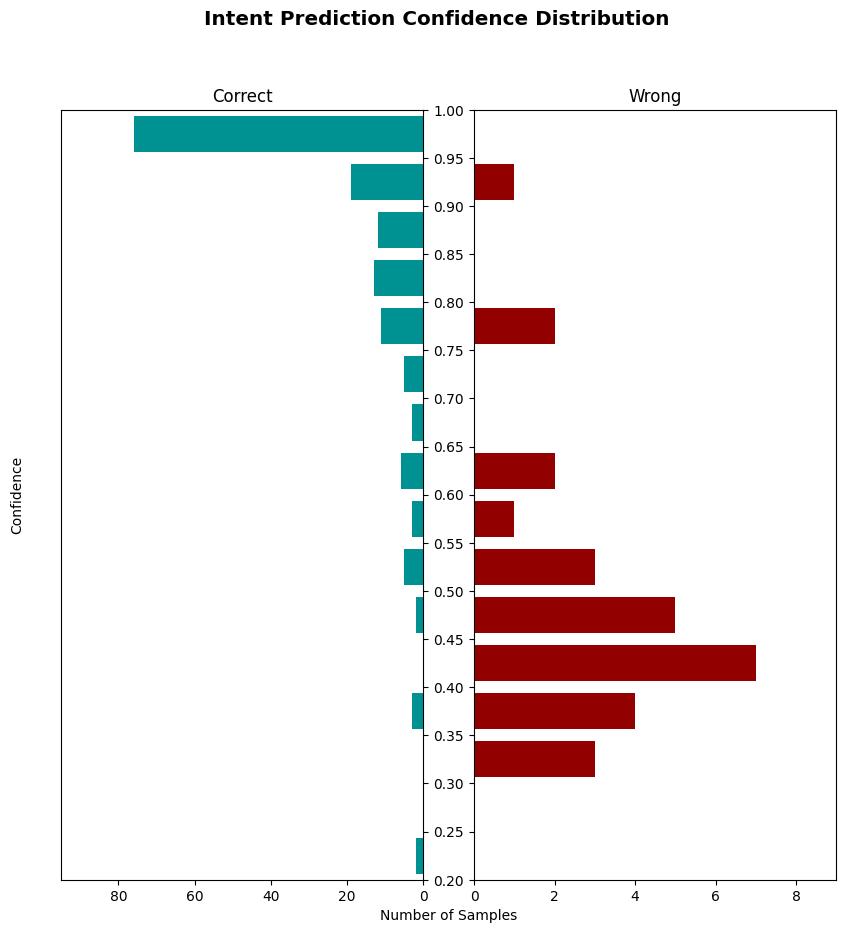 Intent Prediction Confidence Distribution
Correct
Wrong
1.00
0.95
0.90
0.85
0.80
0.75
0.70
0.65
0.60
0.55
0.50
0.45
0.40
0.35
0.30
0.25
0.20
Confidence
80 60 40 20 0
0 2 4 6 8
Number of Samples